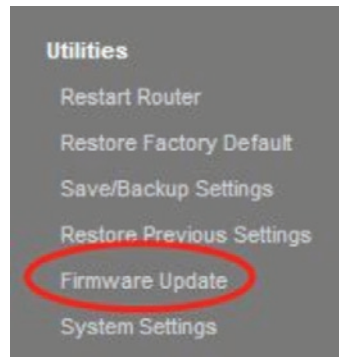 Utilities
Restart Router
Restore Factory Default
Save/Backup Settings
Restore Previous Settings
Firmware Update
System Settings